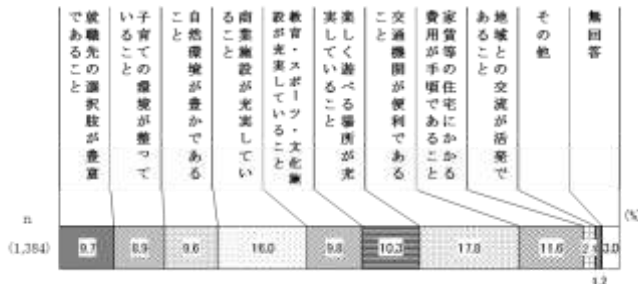 就職先の選択肢が豊富
であること
子育ての環境が整って
いること
自然環境が豊かである
こと
商業施設が充実してい
ること
教育・スポーツ・文化施
設が充実していること
楽しく遊べる場所が充
実していること
交通機関が便利である
こと
家賃等の住宅にかかる
費用が手頃であること
地域との交流が活発で
あること
その他
無回答
n
(%)
(1,384)
9.7
8.9
9.6
16.0
9.8
10.3
17.8
11.6
3.0
1.2